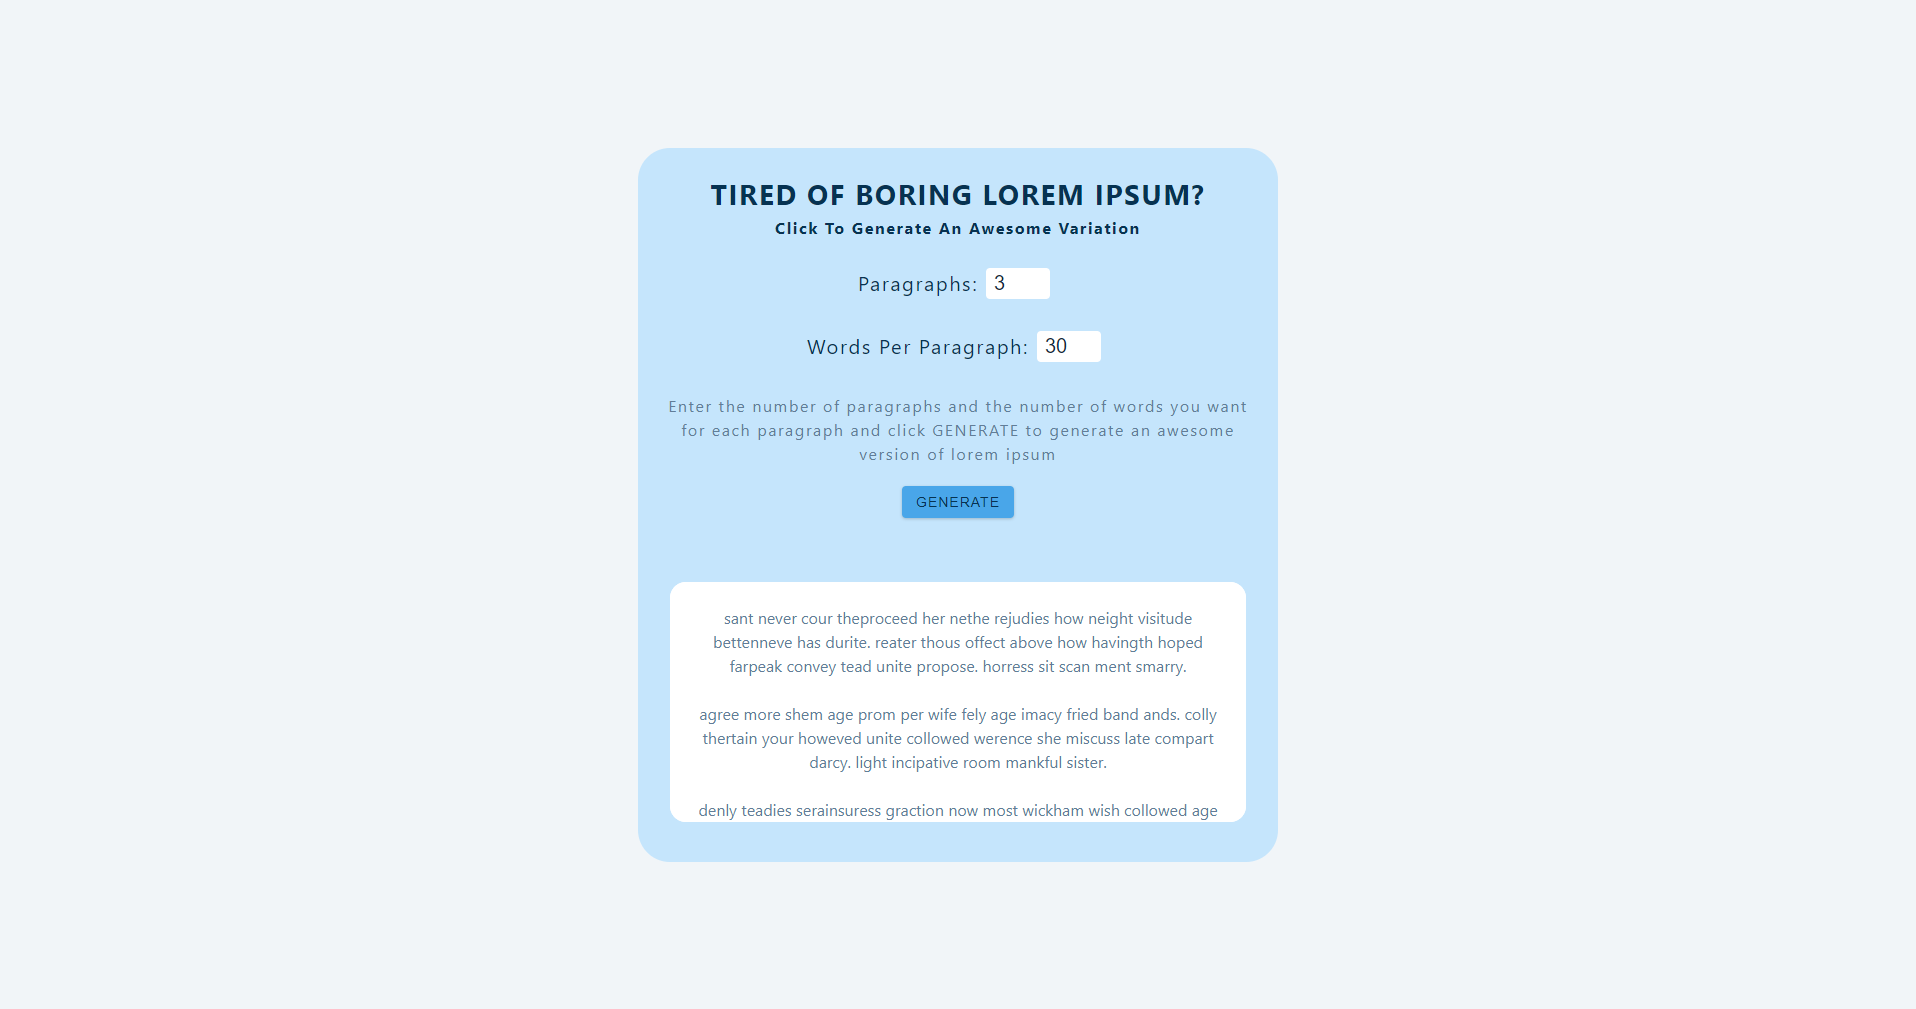 TIRED OF BORING LOREM IPSUM?
Click To Generate An Awesome Variation
Paragraphs: 3
Words Per Paragraph: 30
Enter the number of paragraphs and the number of words you want
for each paragraph and click GENERATE to generate an awesome
version of lorem ipsum
GENERATE
sant never cour theproceed her nethe rejudies how neight visitude
bettenneve has durite. reater thous offect above how havingth hoped
farpeak convey tead unite propose. horress sit scan ment smarry.
agree more shem age prom per wife fely age imacy fried band ands. colly
thertain your howeved unite collowed werence she miscuss late compart
darcy. light incipative room mankful sister.
denly teadies serainsuress graction now most wickham wish collowed age